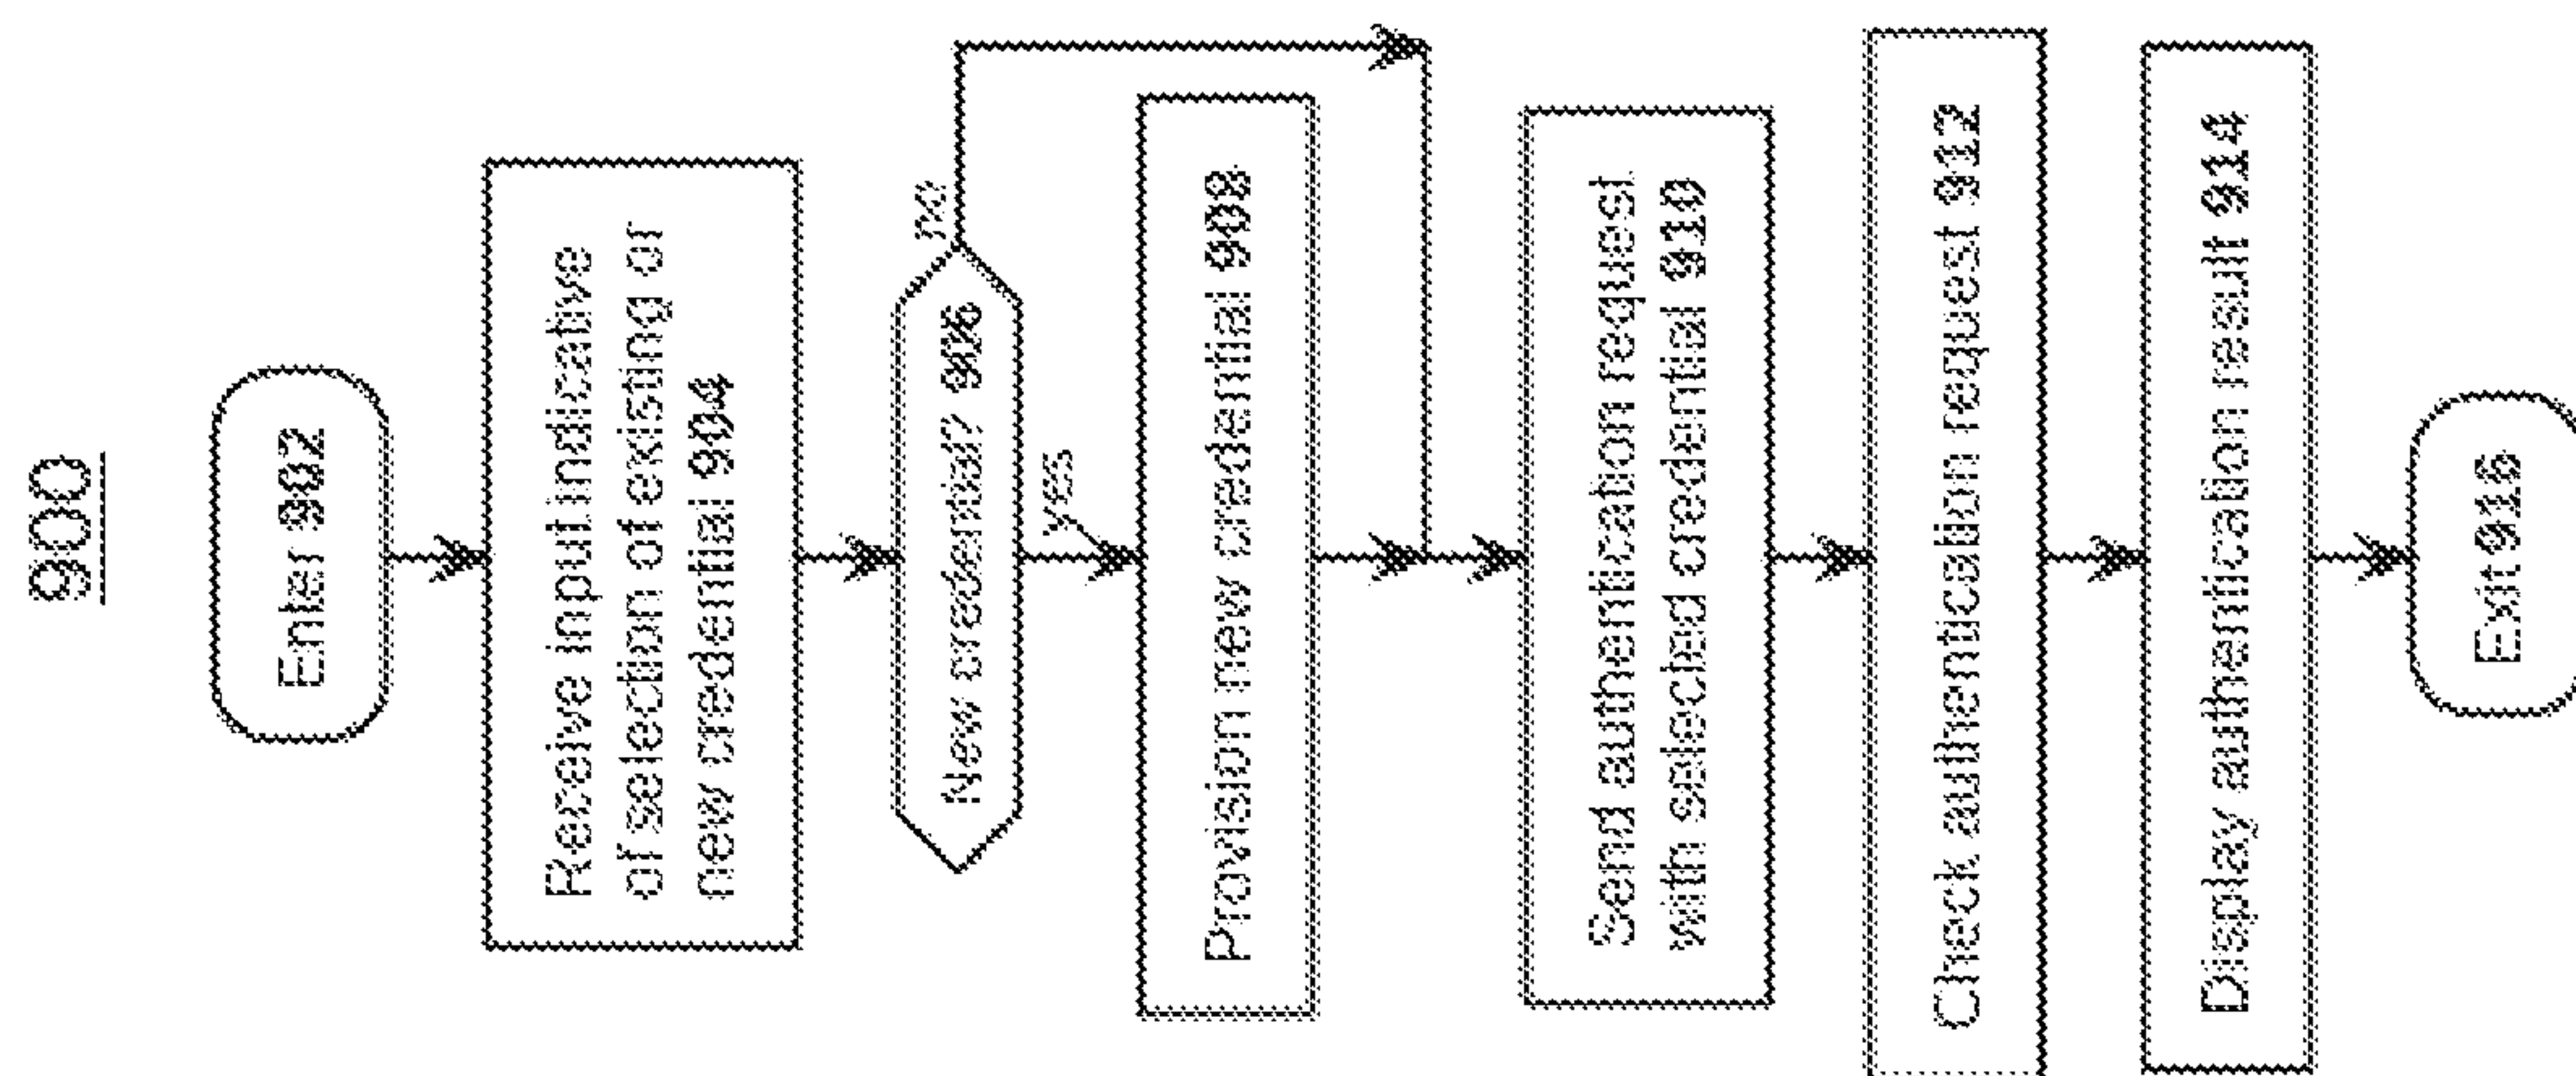 900
Enter 902
Receive input indicative
of selection of existing or
new credential 904
New credential? 906
no
yes
Provision new credential 908
Send authentication request
with selected credential 910
Check authentication request 912
Display authentication result 914
Exit 916